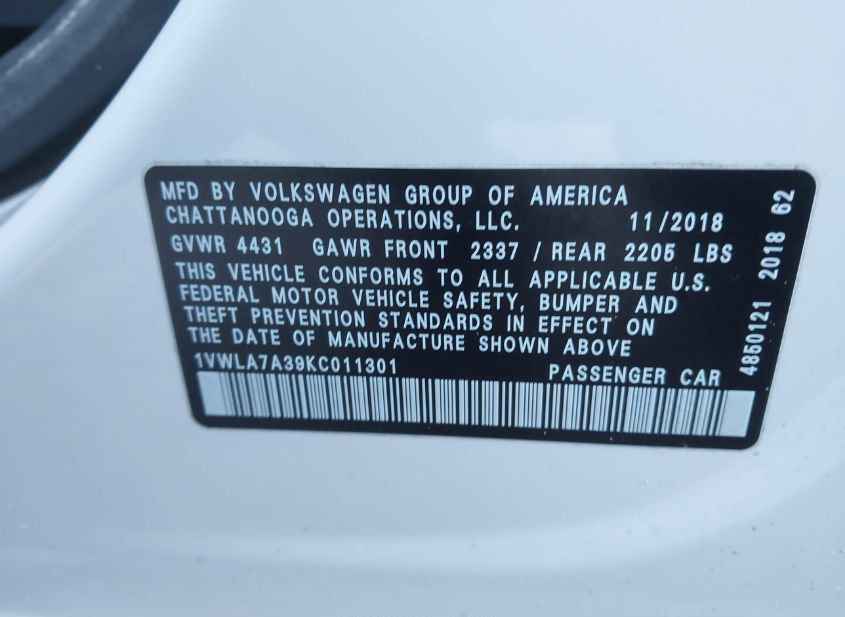 MFD BY VOLKSWAGEN GROUP OF AMERICA
CHATTANOOGA OPERATIONS, LLC. 11/2018
GVWR 4431 GAWR FRONT 2337 / REAR 2205 LBS
THIS VEHICLE CONFORMS TO ALL APPLICABLE U.S.
FEDERAL MOTOR VEHICLE SAFETY, BUMPER AND
THEFT PREVENTION STANDARDS IN EFFECT ON
THE DATE OF MANUFACTURE SHOWN ABOVE
1VWLA7A39KC011301 PASSENGER CAR
4850121 2018 62